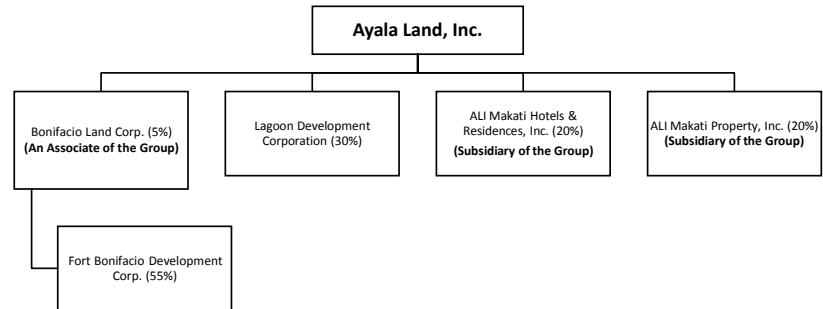 Ayala Land, Inc.
Bonifacio Land Corp. (5%)
(An Associate of the Group)
Lagoon Development
Corporation (30%)
ALI Makati Hotels &
Residences, Inc. (20%)
(Subsidiary of the Group)
ALI Makati Property, Inc. (20%)
(Subsidiary of the Group)
Fort Bonifacio Development
Corp. (55%)